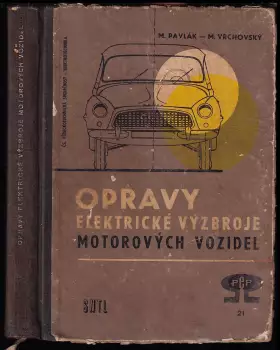 M. PAVLÁK – M. VRCHOVSKÝ
OPRAVY
ELEKTRICKÉ VÝZBROJE
MOTOROVÝCH VOZIDEL
SNTL
21
OPRAVY ELEKTRICKÉ VÝZBROJE MOTOROVÝCH VOZIDEL